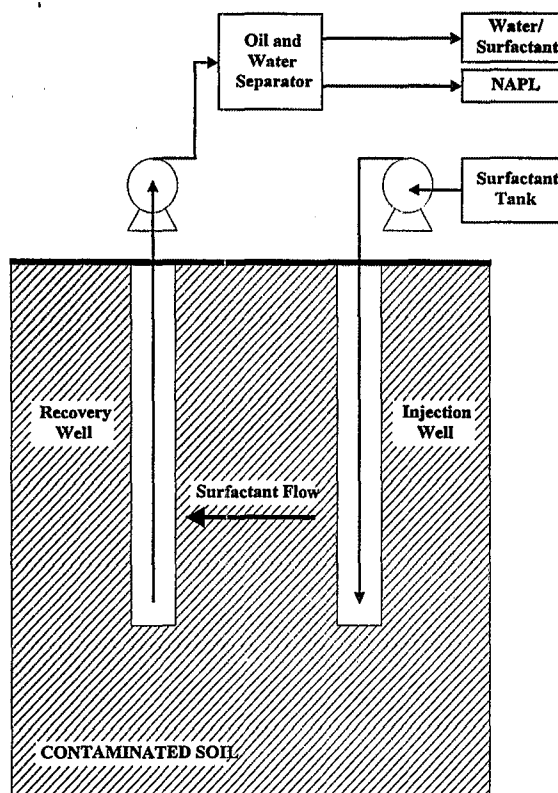 Water/
Surfactant
Oil and
Water
Separator
NAPL
Surfactant
Tank
Recovery
Well
Injection
Well
Surfactant Flow
CONTAMINATED SOIL